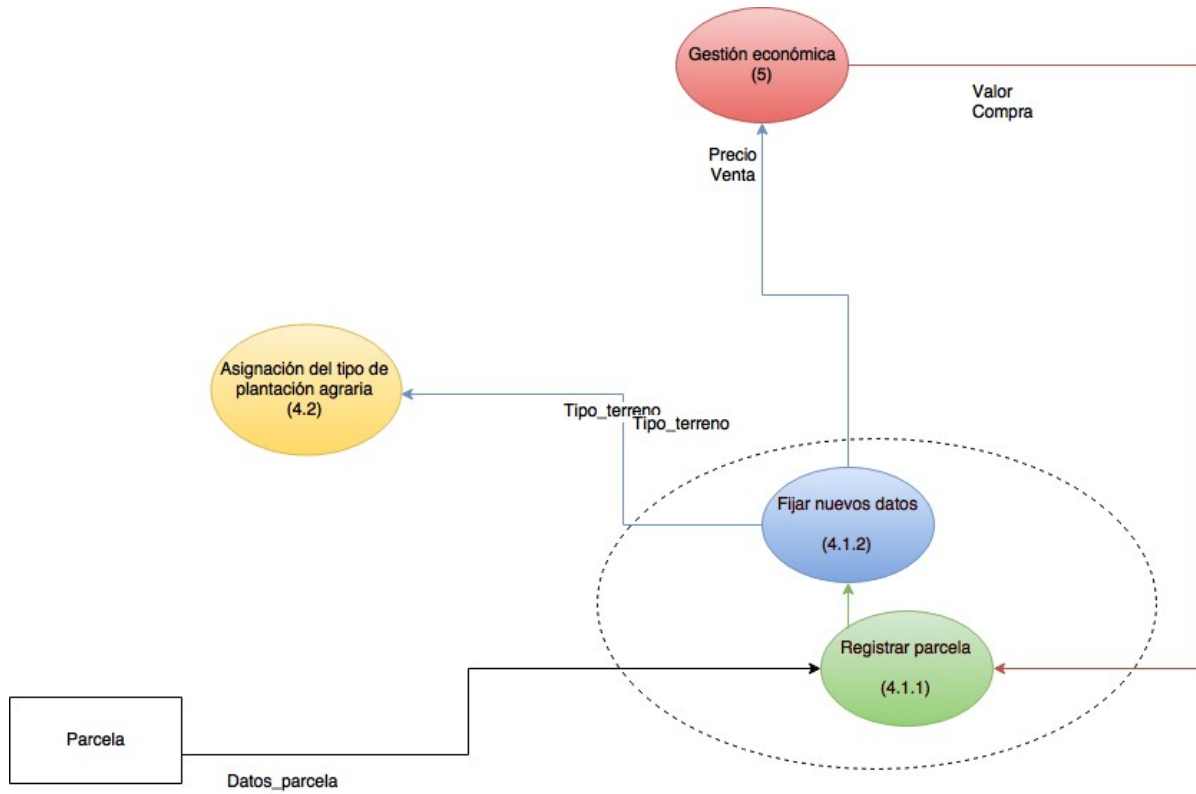 Gestión económica
(5)
Valor
Compra
Precio
Venta
Asignación del tipo de
plantación agraria
(4.2)
Tipo_terreno
Tipo_terreno
Fijar nuevos datos
(4.1.2)
Registrar parcela
(4.1.1)
Parcela
Datos_parcela